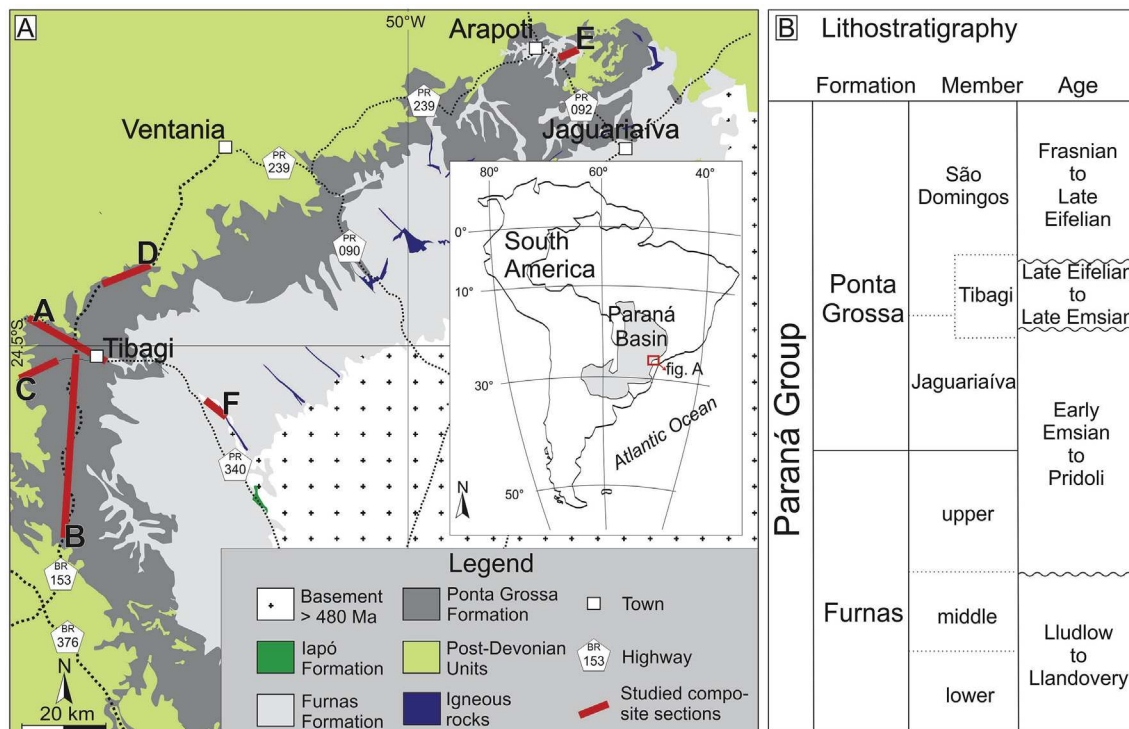 A
50°W
Arapoti
E
PR
239
PR
092
Ventania
Jaguariaíva
PR
239
PR
090
D
A
24.5°S
Tibagi
C
F
PR
340
B
BR
153
BR
376
N
20 km
80°
60°
40°
0°
South
America
10°
Paraná
Basin
fig. A
30°
Atlantic Ocean
N
50°
Legend
Basement
> 480 Ma
Ponta Grossa
Formation
Town
Iapó
Formation
Post-Devonian
Units
BR
153
Highway
Furnas
Formation
Igneous
rocks
Studied compo-
site sections
B Lithostratigraphy
Formation Member Age
Paraná Group
Ponta
Grossa
São
Domingos
Frasnian
to
Late
Eifelian
Tibagi
Late Eifelian
to
Late Emsian
Jaguariaíva
Early
Emsian
to
Pridoli
Furnas
upper
middle
lower
Lludlow
to
Llandovery